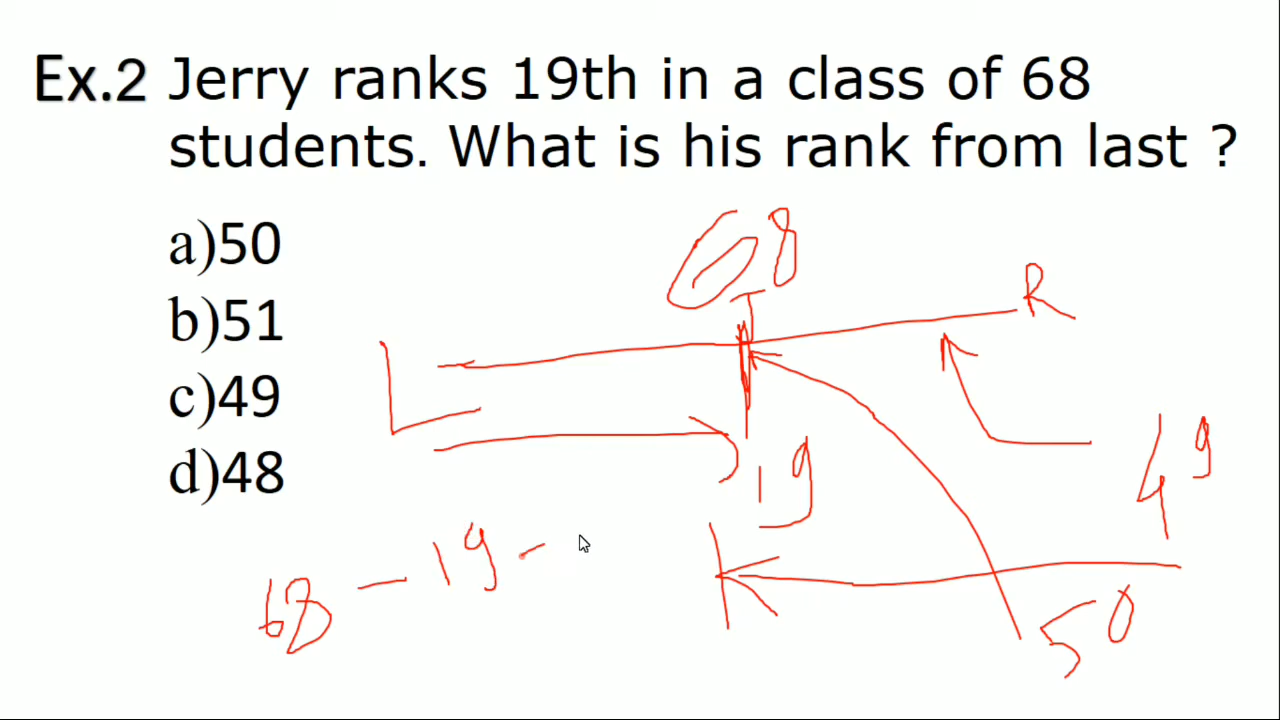 Ex.2 Jerry ranks 19th in a class of 68
students. What is his rank from last ?
a)50
b)51
c)49
d)48
68
R
L
19
49
68 - 19 -
50